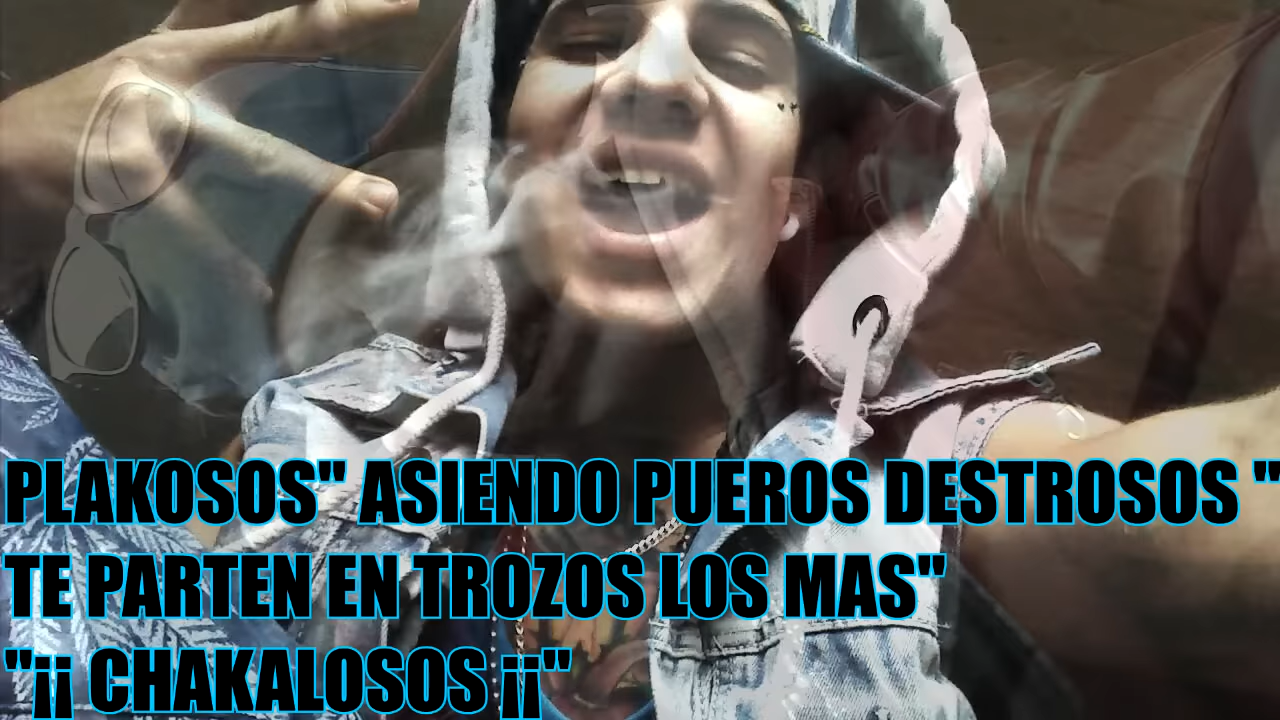 PLAKOSOS" ASIENDO PUEROS DESTROSOS "
TE PARTEN EN TROZOS LOS MAS"
"¡¡ CHAKALOSOS ¡¡"